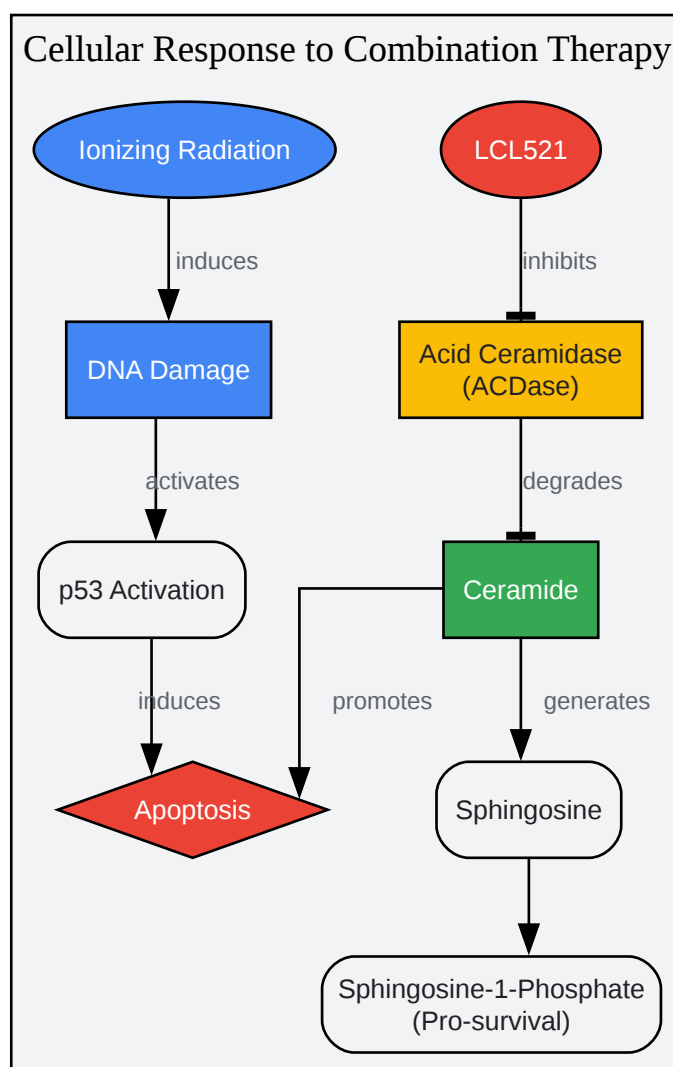 Cellular Response to Combination Therapy
Ionizing Radiation
LCL521
induces
inhibits
DNA Damage
Acid Ceramidase
(ACDase)
activates
degrades
p53 Activation
Ceramide
induces
promotes
generates
Apoptosis
Sphingosine
Sphingosine-1-Phosphate
(Pro-survival)